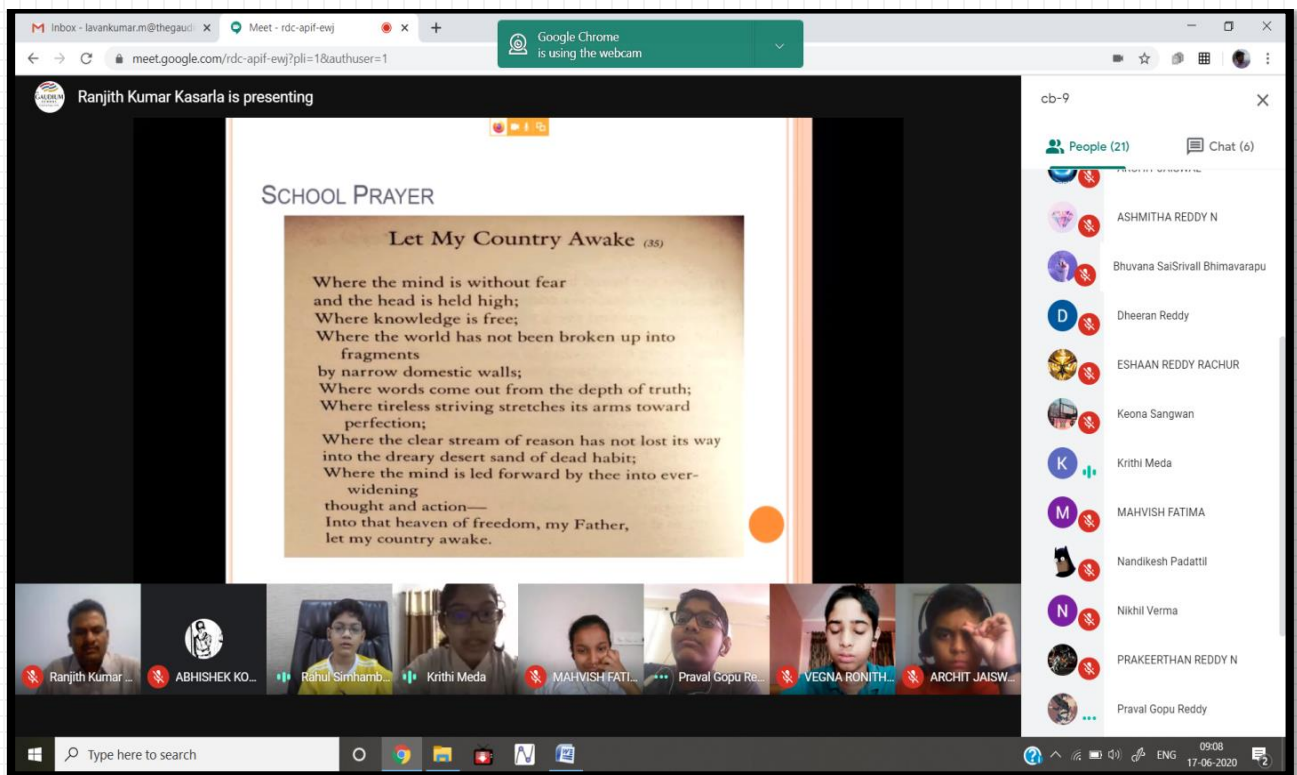 Inbox - lavankumar.m@thegaudi
Meet - rdc-apif-ewj
Google Chrome
is using the webcam
meet.google.com/rdc-apif-ewj?pli=1&authuser=1
GAUDIUM
SCHOOL
Ranjith Kumar Kasarla is presenting
SCHOOL PRAYER
Let My Country Awake (35)
Where the mind is without fear
and the head is held high;
Where knowledge is free;
Where the world has not been broken up into
fragments
by narrow domestic walls;
Where words come out from the depth of truth;
Where tireless striving stretches its arms toward
perfection;
Where the clear stream of reason has not lost its way
into the dreary desert sand of dead habit;
Where the mind is led forward by thee into ever-
widening
thought and action—
Into that heaven of freedom, my Father,
let my country awake.
Ranjith Kumar ...
ABHISHEK KO...
Rahul Simhamb...
Krithi Meda
MAHVISH FATI...
Praval Gopu Re...
VEGNA RONITH...
ARCHIT JAISW...
cb-9
People (21)
Chat (6)
ASHMITHA REDDY N
Bhuvana SaiSrivall Bhimavarapu
D
Dheeran Reddy
ESHAAN REDDY RACHUR
Keona Sangwan
K
Krithi Meda
M
MAHVISH FATIMA
Nandikesh Padattil
N
Nikhil Verma
PRAKEERTHAN REDDY N
Praval Gopu Reddy
Type here to search
ENG
09:08
17-06-2020
2